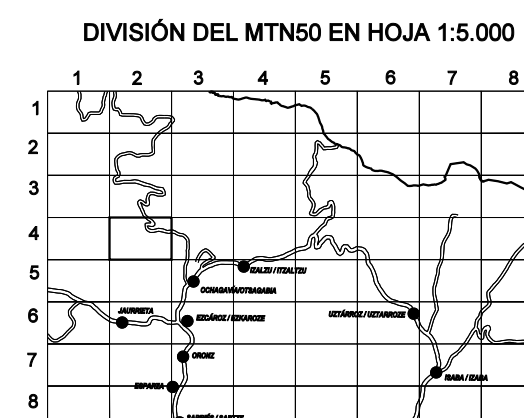 DIVISIÓN DEL MTN50 EN HOJA 1:5.000
1 2 3 4 5 6 7 8
1
2
3
4
IZALZU / ITZALTZU
5
OCHAGAVÍA/OTSAGABIA
JAURRIETA
UZTÁRROZ / UZTARROZE
6
EZCÁROZ / EZKAROZE
7
ORONZ
ISABA / IZABA
ESPARZA
8